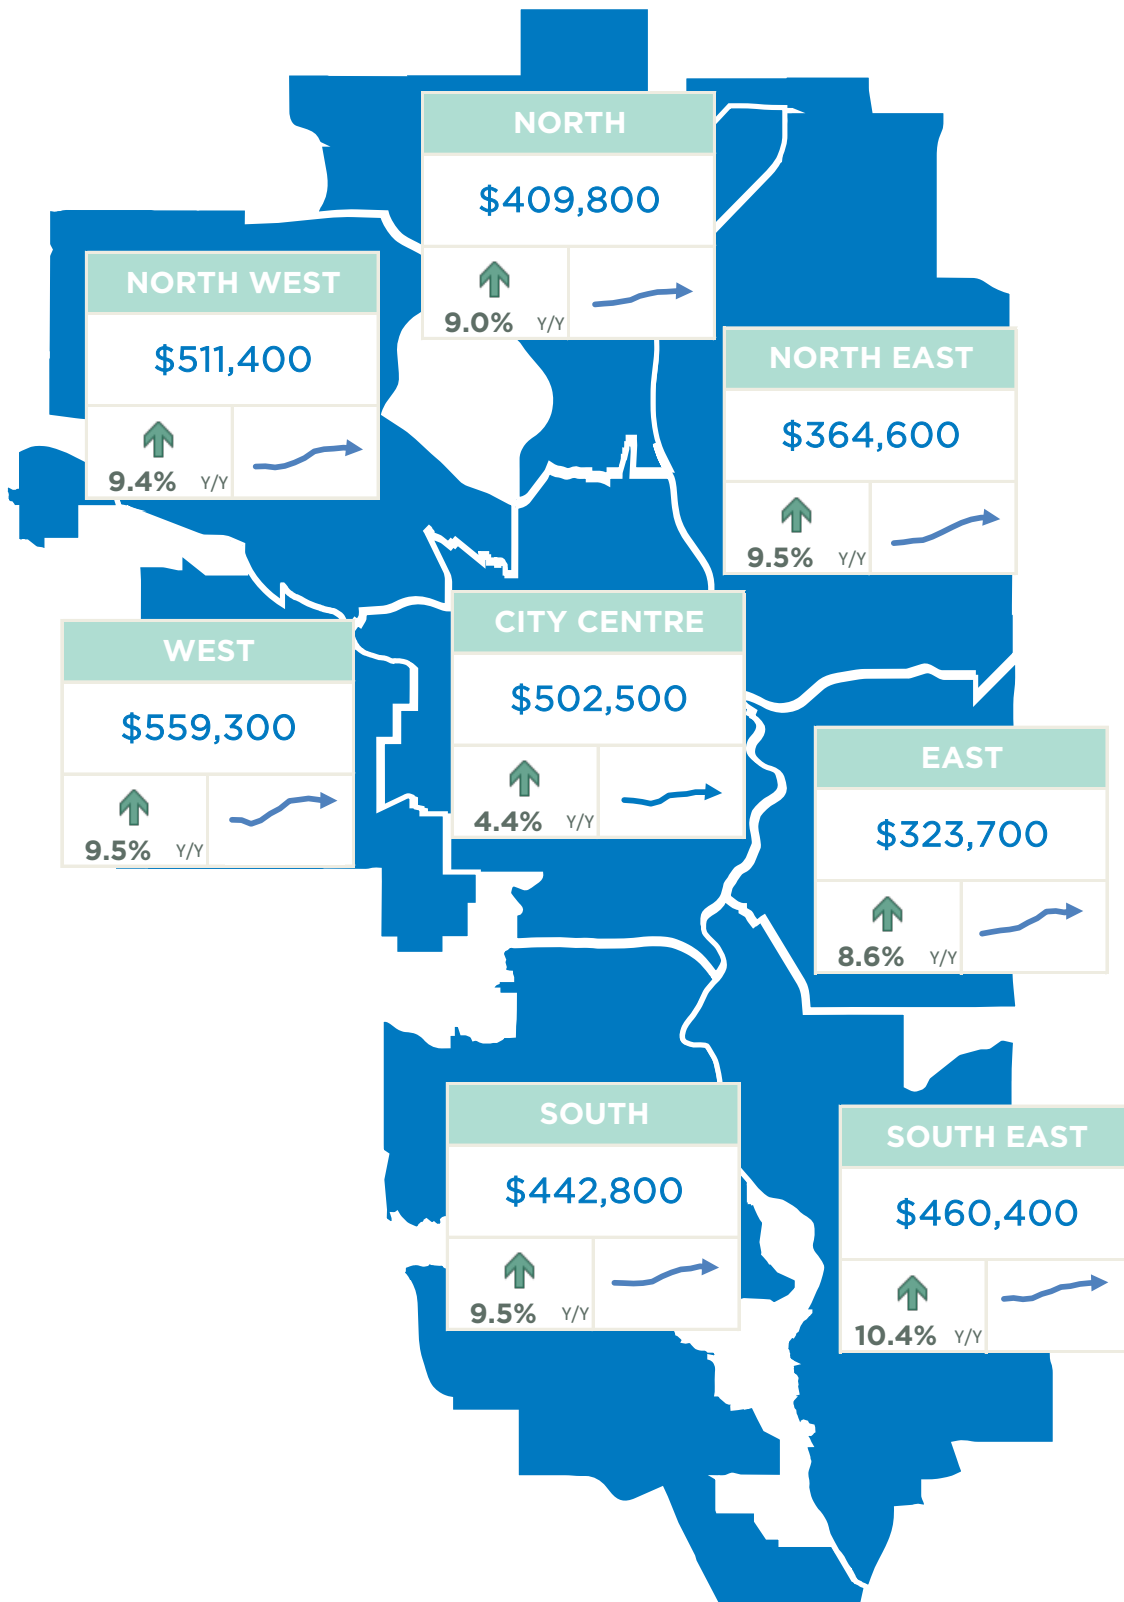 NORTH
$409,800
9.0% Y/Y
NORTH WEST
$511,400
9.4% Y/Y
NORTH EAST
$364,600
9.5% Y/Y
CITY CENTRE
$502,500
4.4% Y/Y
WEST
$559,300
9.5% Y/Y
EAST
$323,700
8.6% Y/Y
SOUTH
$442,800
9.5% Y/Y
SOUTH EAST
$460,400
10.4% Y/Y